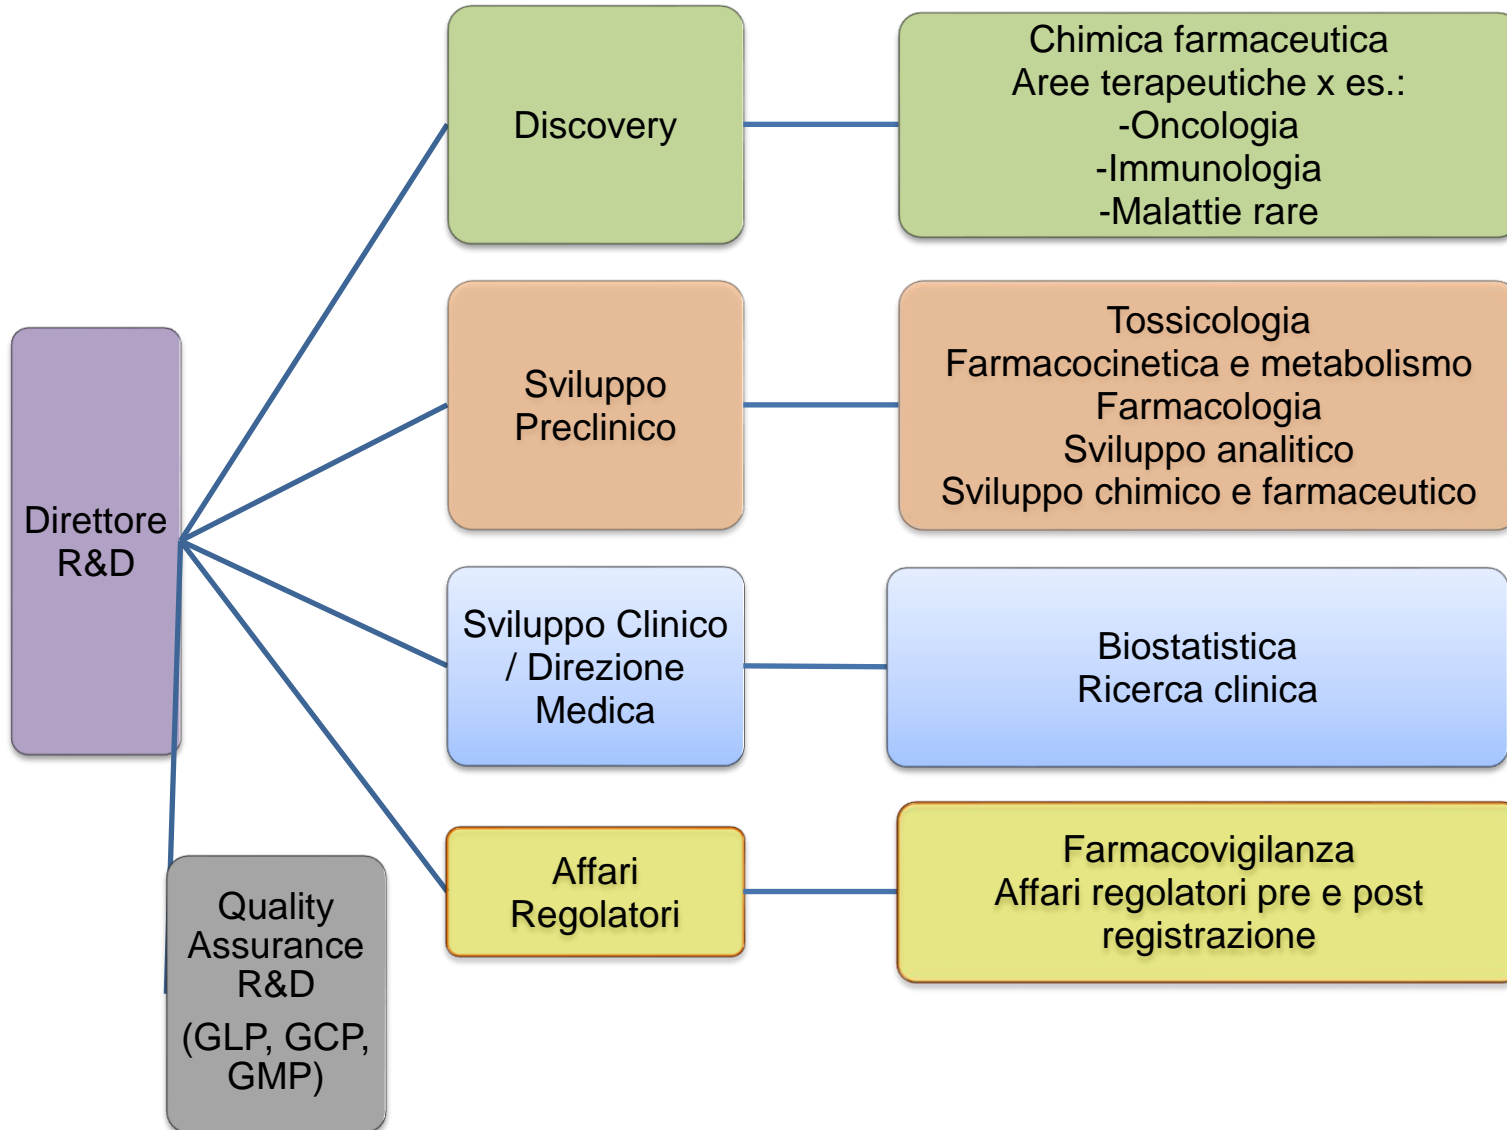 Direttore
R&D
Discovery
Chimica farmaceutica
Aree terapeutiche x es.:
-Oncologia
-Immunologia
-Malattie rare
Sviluppo
Preclinico
Tossicologia
Farmacocinetica e metabolismo
Farmacologia
Sviluppo analitico
Sviluppo chimico e farmaceutico
Sviluppo Clinico
/ Direzione
Medica
Biostatistica
Ricerca clinica
Affari
Regolatori
Farmacovigilanza
Affari regolatori pre e post
registrazione
Quality
Assurance
R&D
(GLP, GCP,
GMP)